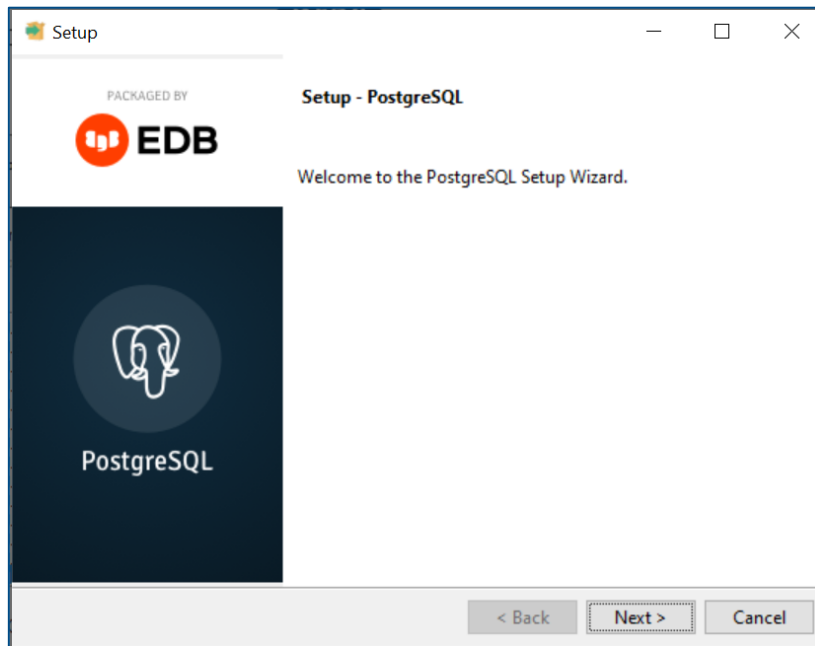 Setup
PACKAGED BY
EDB
Setup - PostgreSQL
Welcome to the PostgreSQL Setup Wizard.
PostgreSQL
< Back
Next >
Cancel